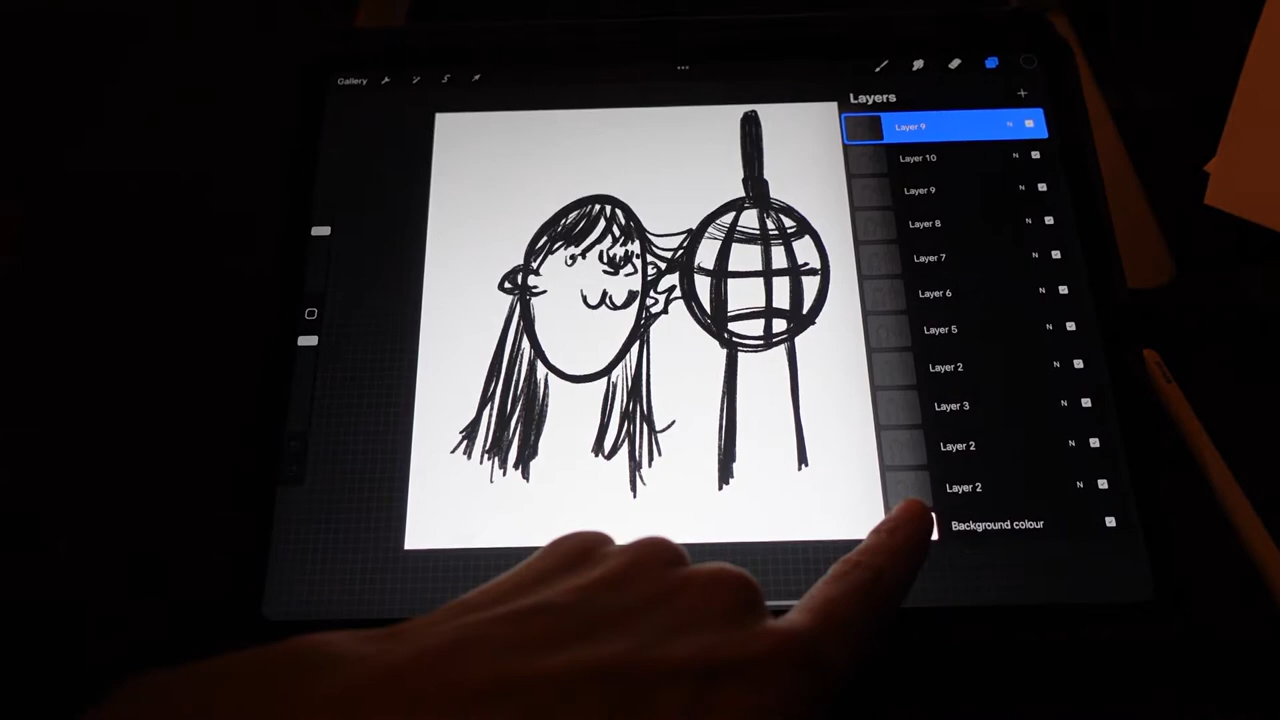 Gallery
Layers
Layer 9 N
Layer 10 N
Layer 9 N
Layer 8 N
Layer 7 N
Layer 6 N
Layer 5 N
Layer 2 N
Layer 3 N
Layer 2 N
Layer 2 N
Background colour